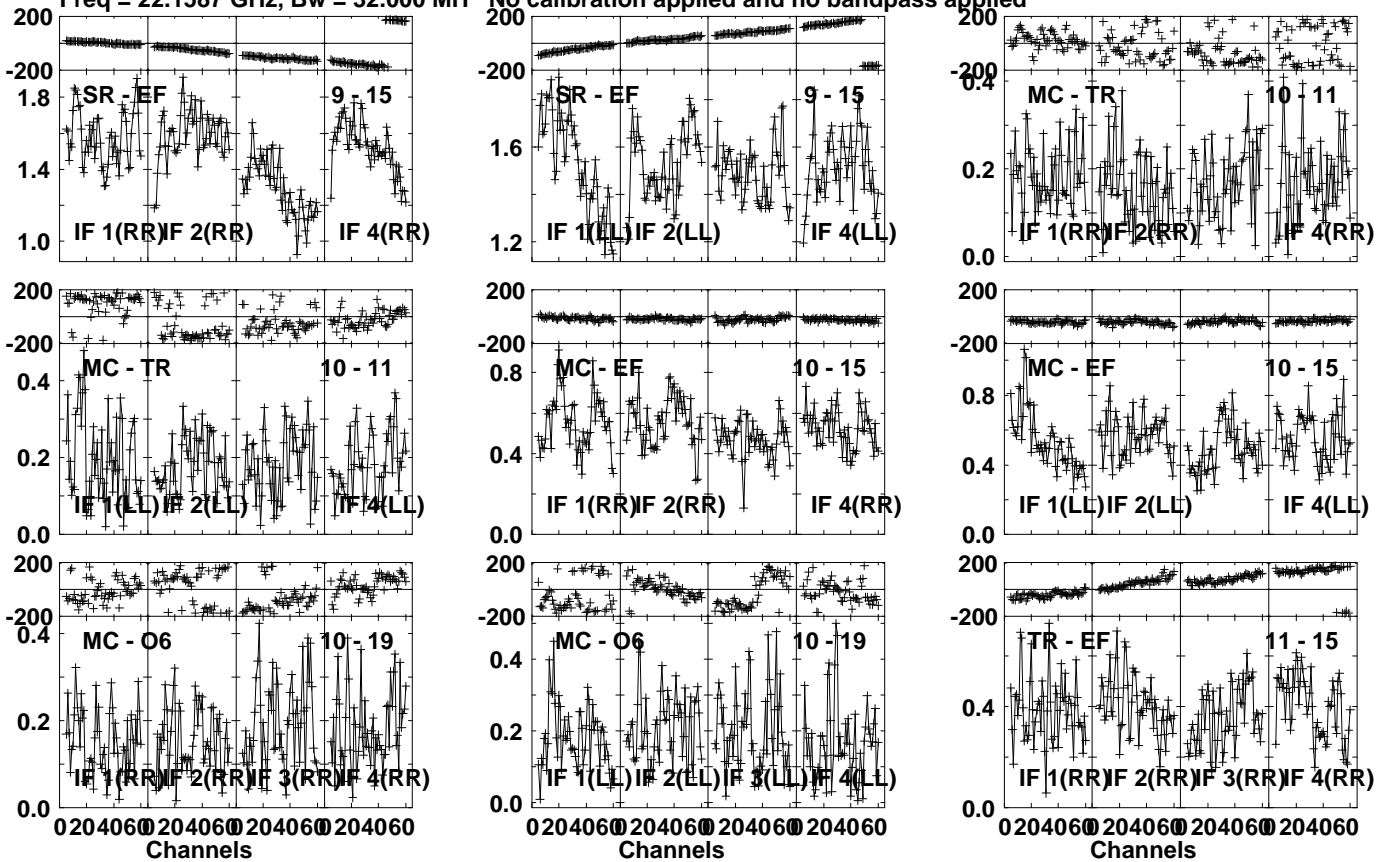 Freq = 22.1587 GHz, Bw = 32.000 MH No calibration applied and no bandpass applied
200
-200
1.8
1.4
1.0
SR - EF 9 - 15
IF 1(RR) IF 2(RR) IF 4(RR)
200
-200
1.6
1.2
SR - EF 9 - 15
IF 1(LL) IF 2(LL) IF 4(LL)
200
-200
0.4
0.2
0.0
MC - TR 10 - 11
IF 1(RR) IF 2(RR) IF 4(RR)
200
-200
0.4
0.2
0.0
MC - TR 10 - 11
IF 1(LL) IF 2(LL) IF 4(LL)
200
-200
0.8
0.4
0.0
MC - EF 10 - 15
IF 1(RR) IF 2(RR) IF 4(RR)
200
-200
0.8
0.4
0.0
MC - EF 10 - 15
IF 1(LL) IF 2(LL) IF 4(LL)
200
-200
0.4
0.2
0.0
MC - O6 10 - 19
IF 1(RR) IF 2(RR) IF 3(RR) IF 4(RR)
0 20 40 60 0 20 40 60 0 20 40 60 0 20 40 60
Channels
200
-200
0.4
0.2
0.0
MC - O6 10 - 19
IF 1(LL) IF 2(LL) IF 3(LL) IF 4(LL)
0 20 40 60 0 20 40 60 0 20 40 60 0 20 40 60
Channels
200
-200
0.4
0.0
TR - EF 11 - 15
IF 1(RR) IF 2(RR) IF 3(RR) IF 4(RR)
0 20 40 60 0 20 40 60 0 20 40 60 0 20 40 60
Channels